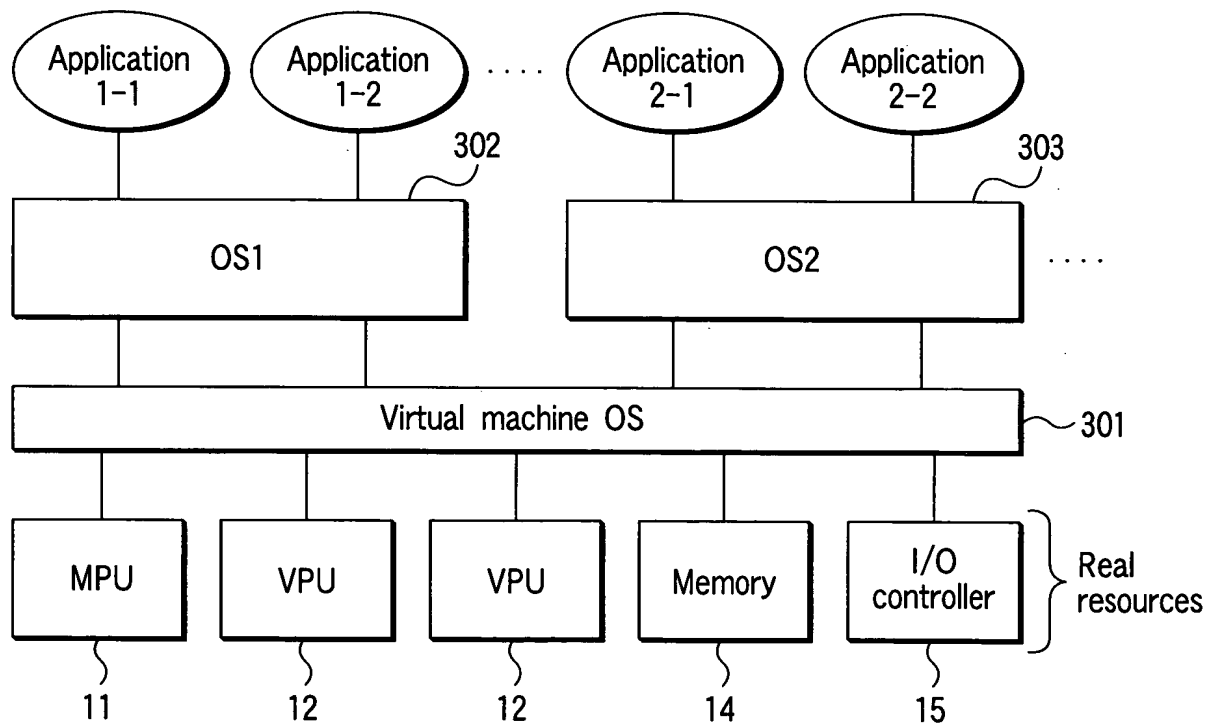 Application
1-1
Application
1-2
....
Application
2-1
Application
2-2
302
303
OS1
OS2
....
Virtual machine OS
301
MPU
VPU
VPU
Memory
I/O
controller
Real
resources
11
12
12
14
15